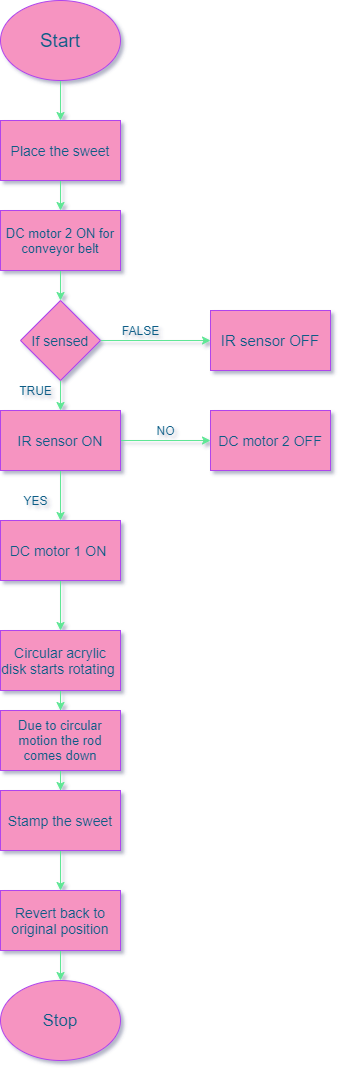 Start
Place the sweet
DC motor 2 ON for
conveyor belt
If sensed
FALSE
IR sensor OFF
TRUE
IR sensor ON
NO
DC motor 2 OFF
YES
DC motor 1 ON
Circular acrylic
disk starts rotating
Due to circular
motion the rod
comes down
Stamp the sweet
Revert back to
original position
Stop